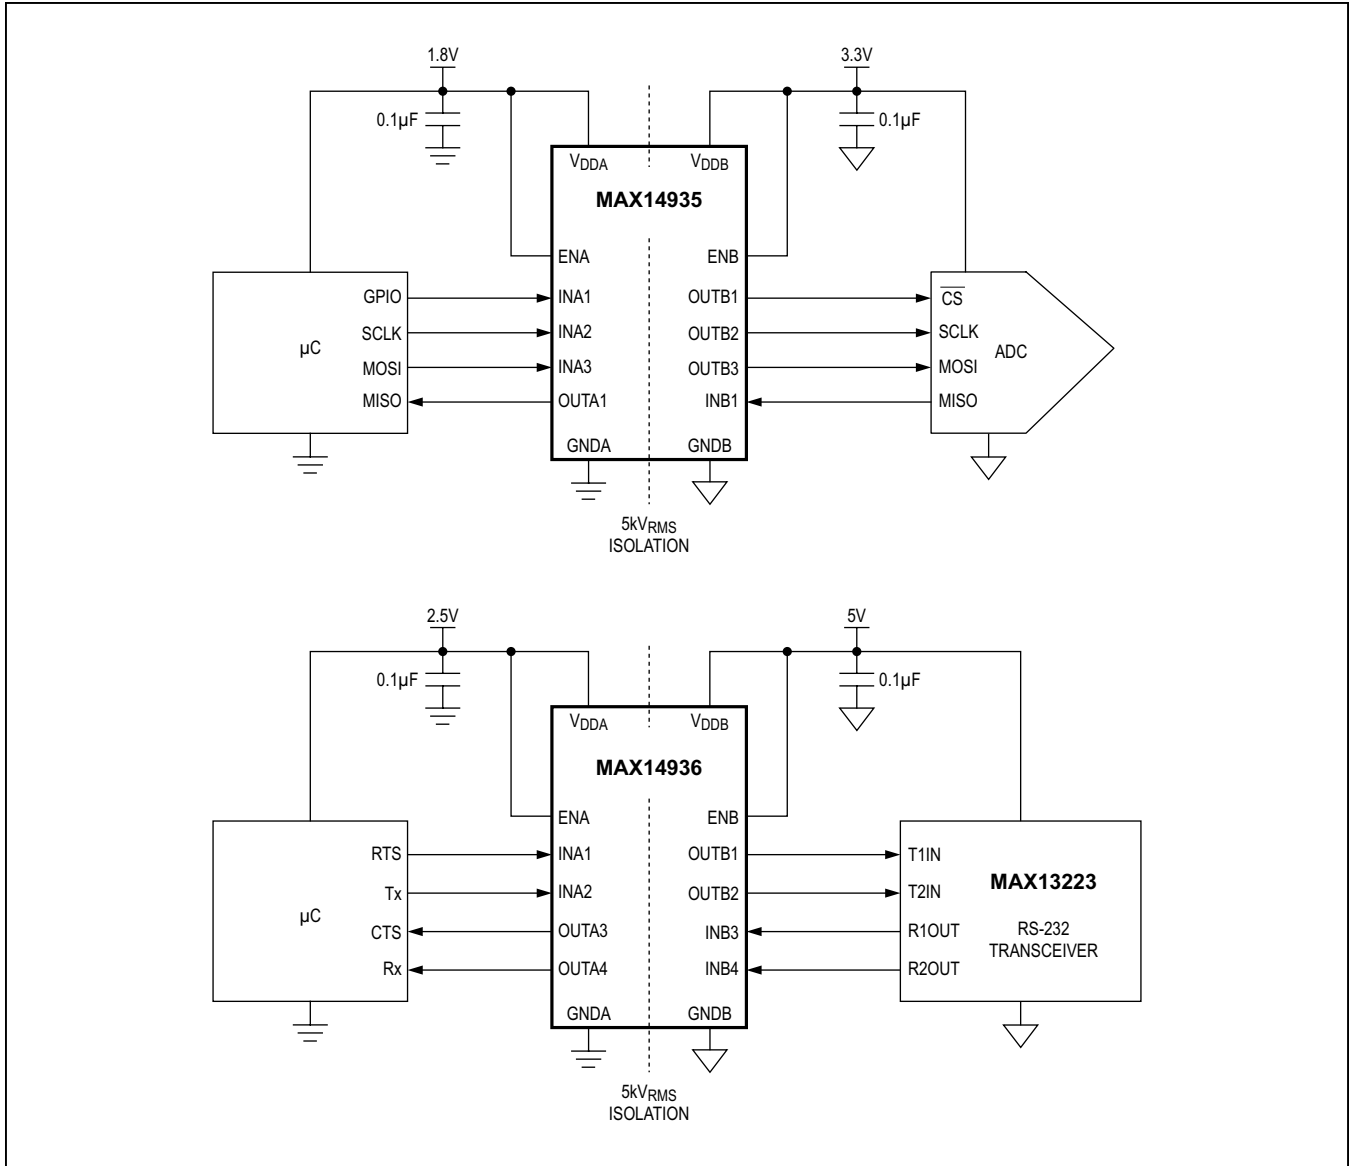 1.8V
3.3V
0.1µF
0.1µF
VDDA
VDDB
MAX14935
ENA
ENB
GPIO
INA1
OUTB1
CS
SCLK
INA2
OUTB2
SCLK
µC
ADC
MOSI
INA3
OUTB3
MOSI
MISO
OUTA1
INB1
MISO
GNDA
GNDB
5kVRMS
ISOLATION
2.5V
5V
0.1µF
0.1µF
VDDA
VDDB
MAX14936
ENA
ENB
RTS
INA1
OUTB1
T1IN
MAX13223
Tx
INA2
OUTB2
T2IN
µC
CTS
OUTA3
INB3
R1OUT
RS-232
TRANSCEIVER
Rx
OUTA4
INB4
R2OUT
GNDA
GNDB
5kVRMS
ISOLATION